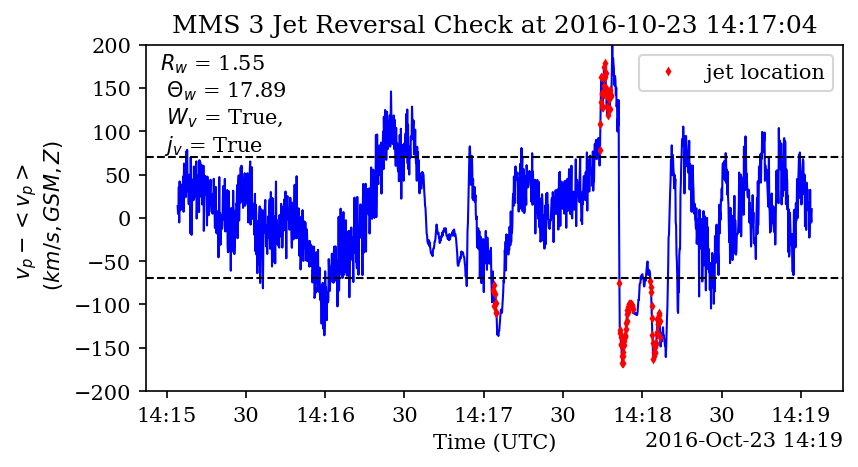 MMS 3 Jet Reversal Check at 2016-10-23 14:17:04
R_w = 1.55
Θ_w = 17.89
W_v = True,
j_v = True
jet location
v_p − < v_p >
(km/s, GSM, Z)
200
150
100
50
0
−50
−100
−150
−200
14:15 30 14:16 30 14:17 30 14:18 30 14:19
Time (UTC)
2016-Oct-23 14:19